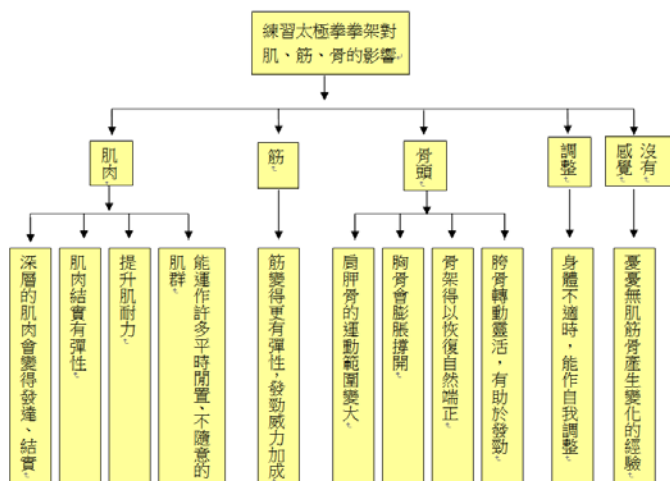 練習太極拳拳架對
肌、筋、骨的影響
肌肉
筋
骨頭
調整
沒有
感覺
深層的肌肉會變得發達、結實
肌肉結實有彈性
提升肌耐力
能運作許多平時閒置、不隨意的
肌群
筋變得更有彈性，發勁威力加成
肩胛骨的運動範圍變大
胸骨會膨脹撐開
骨架得以恢復自然端正
胯骨轉動靈活，有助於發勁
身體不適時，能作自我調整
憂憂無肌筋骨產生變化的經驗